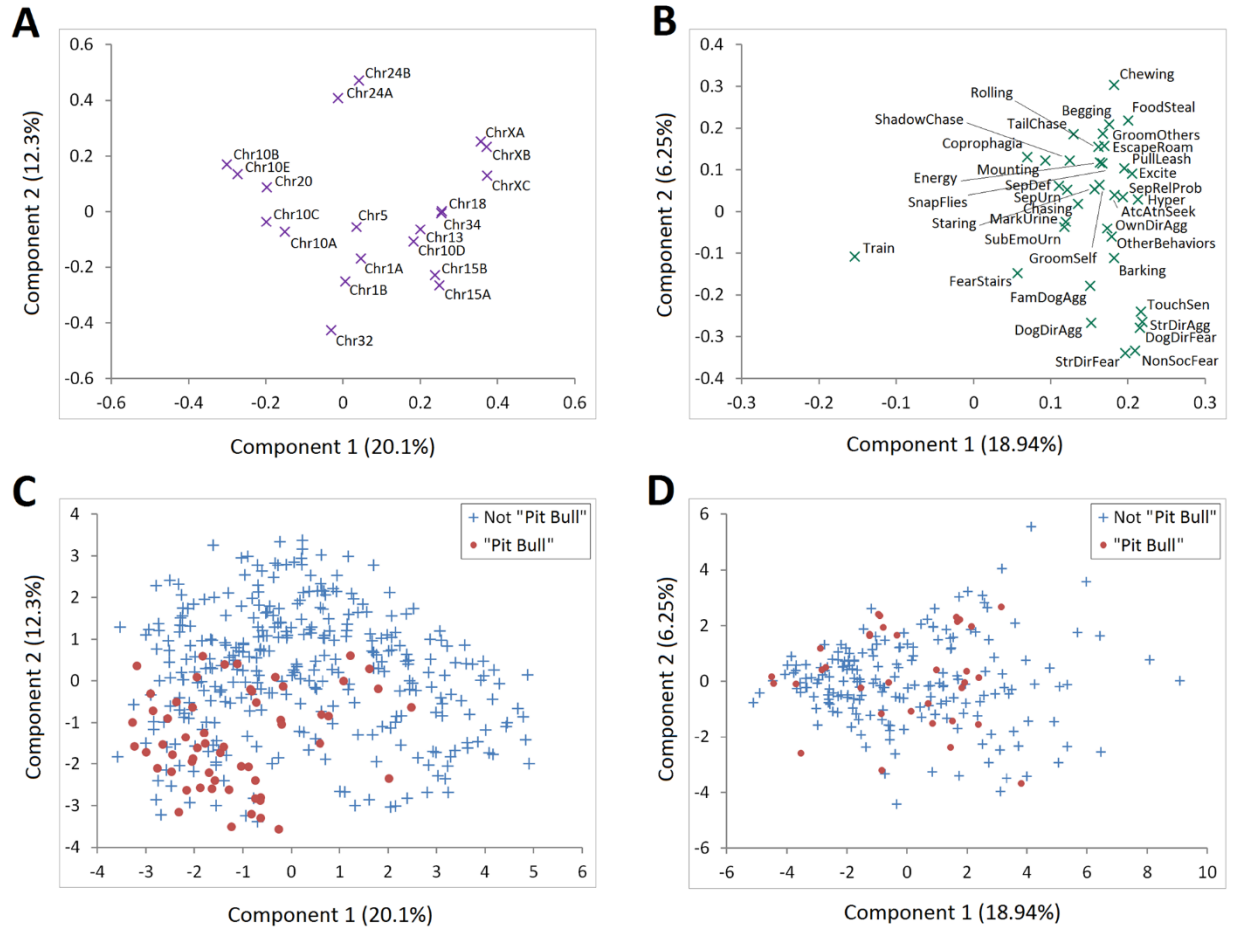 A
0.6
0.4
0.2
0
-0.2
-0.4
-0.6
-0.6
-0.4
-0.2
0
0.2
0.4
0.6
Component 2 (12.3%)
Component 1 (20.1%)
Chr24B
Chr24A
ChrXA
ChrXB
ChrXC
Chr10B
Chr10E
Chr20
Chr10C
Chr10A
Chr5
Chr18
Chr34
Chr13
Chr10D
Chr1A
Chr15B
Chr1B
Chr15A
Chr32
B
0.4
0.3
0.2
0.1
0
-0.1
-0.2
-0.3
-0.4
-0.3
-0.2
-0.1
0
0.1
0.2
0.3
Component 2 (6.25%)
Component 1 (18.94%)
Chewing
Rolling
Begging
FoodSteal
ShadowChase
TailChase
GroomOthers
Coprophagia
EscapeRoam
Mounting
PullLeash
Energy
Excite
SepDef
SepRelProb
SnapFlies
SepUrn
Hyper
Staring
Chasing
AtcAtnSeek
MarkUrine
OwnDirAgg
SubEmoUrn
OtherBehaviors
Train
GroomSelf
Barking
FearStairs
FamDogAgg
TouchSen
DogDirAgg
StrDirAgg
DogDirFear
StrDirFear
NonSocFear
C
4
3
2
1
0
-1
-2
-3
-4
-4
-3
-2
-1
0
1
2
3
4
5
6
Component 2 (12.3%)
Component 1 (20.1%)
Not "Pit Bull"
"Pit Bull"
D
6
4
2
0
-2
-4
-6
-6
-4
-2
0
2
4
6
8
10
Component 2 (6.25%)
Component 1 (18.94%)
Not "Pit Bull"
"Pit Bull"